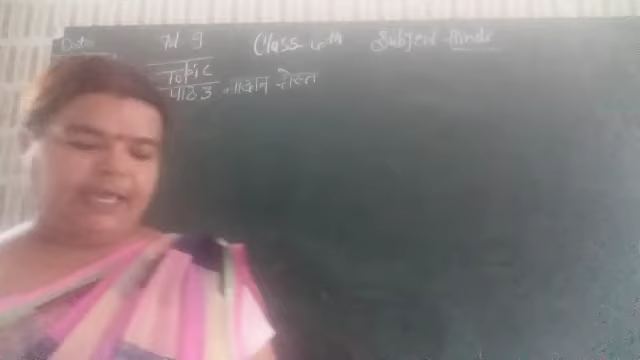 Date Class Subject Hindi
Topic
पाठ 3 नादान दोस्त